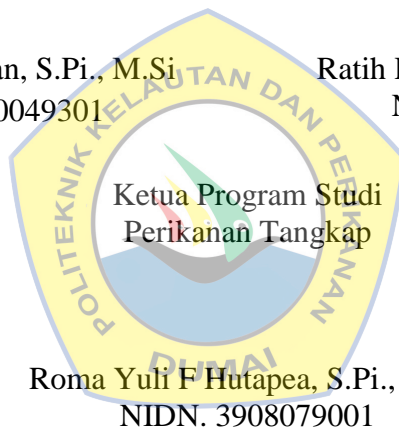 an, S.Pi., M.Si
Ratih
0049301
N
POLITEKNIK KELAUTAN DAN PERIKANAN
Ketua Program Studi
Perikanan Tangkap
DUMAI
Roma Yuli F Hutapea, S.Pi.,
NIDN. 3908079001